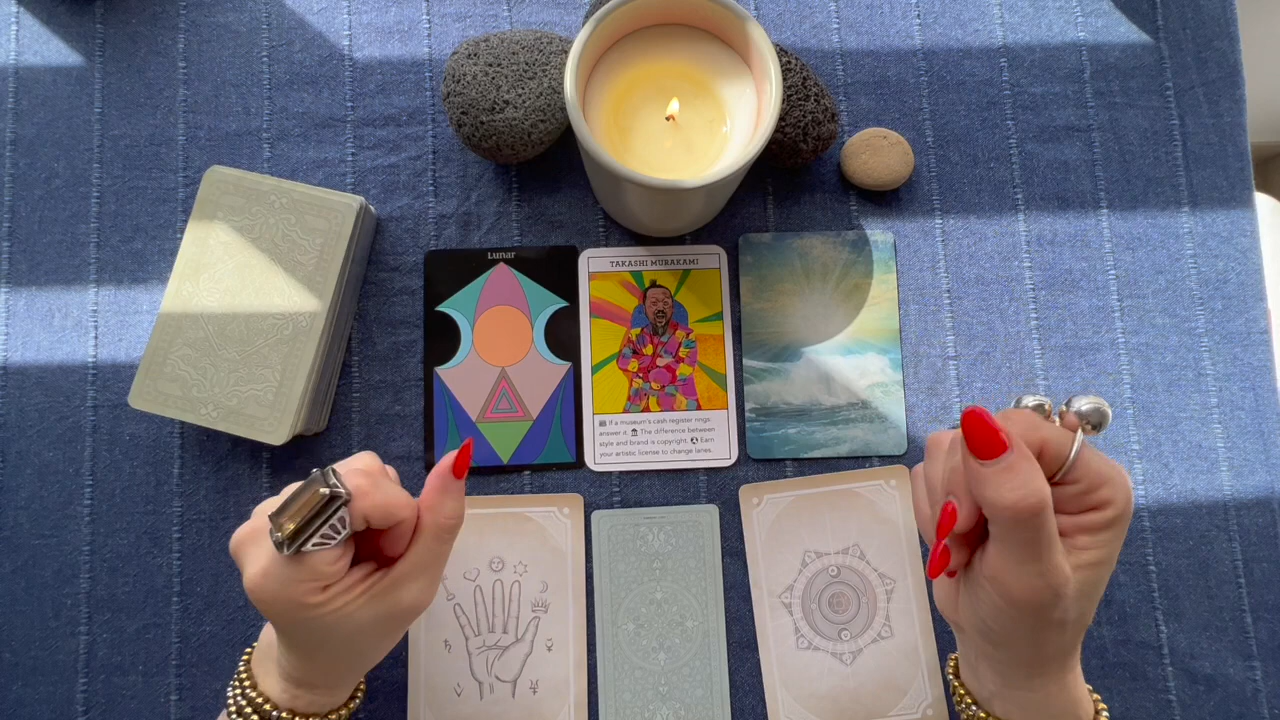 Lunar
TAKASHI MURAKAMI
If a museum's cash register rings
answer it. The difference between
style and brand is copyright. Earn
your artistic license to change lanes.